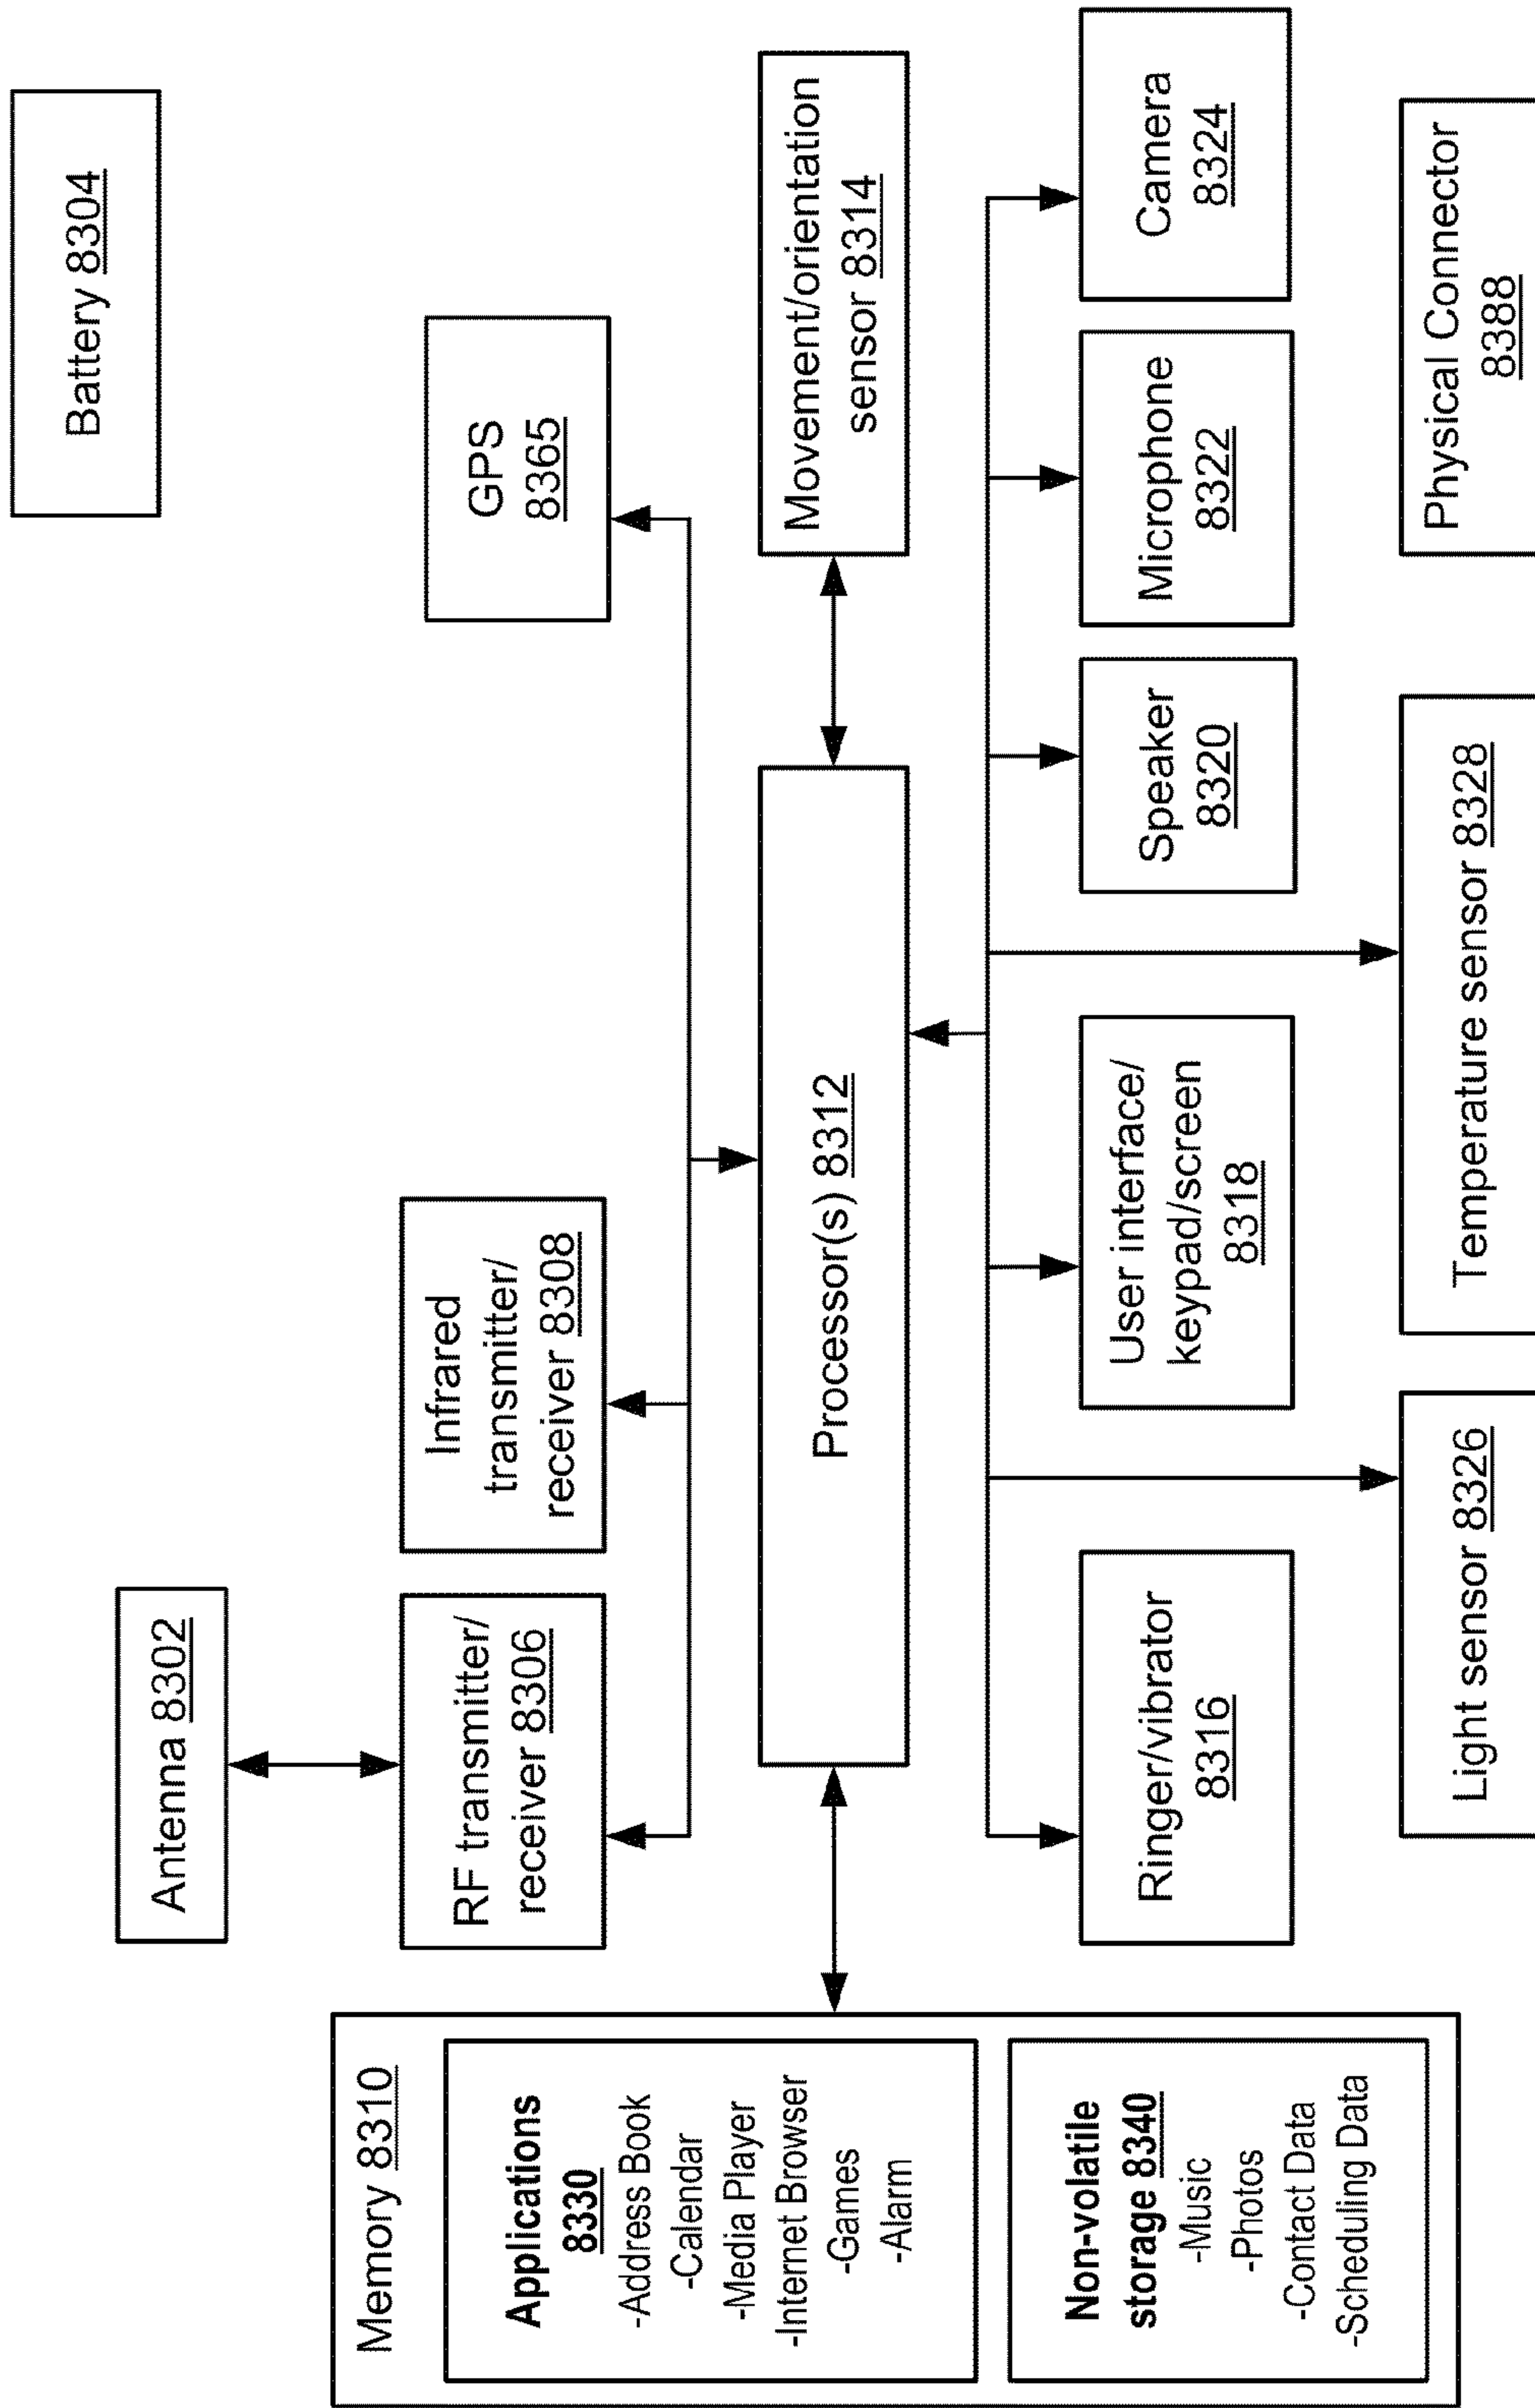 Battery 8304
Antenna 8302
RF transmitter/
receiver 8306
Infrared
transmitter/
receiver 8308
GPS
8365
Memory 8310
Applications
8330
-Address Book
-Calendar
-Media Player
-Internet Browser
-Games
-Alarm
Non-volatile
storage 8340
-Music
-Photos
-Contact Data
-Scheduling Data
Processor(s) 8312
Movement/orientation
sensor 8314
Ringer/vibrator
8316
User interface/
keypad/screen
8318
Speaker
8320
Microphone
8322
Camera
8324
Light sensor 8326
Temperature sensor 8328
Physical Connector
8388